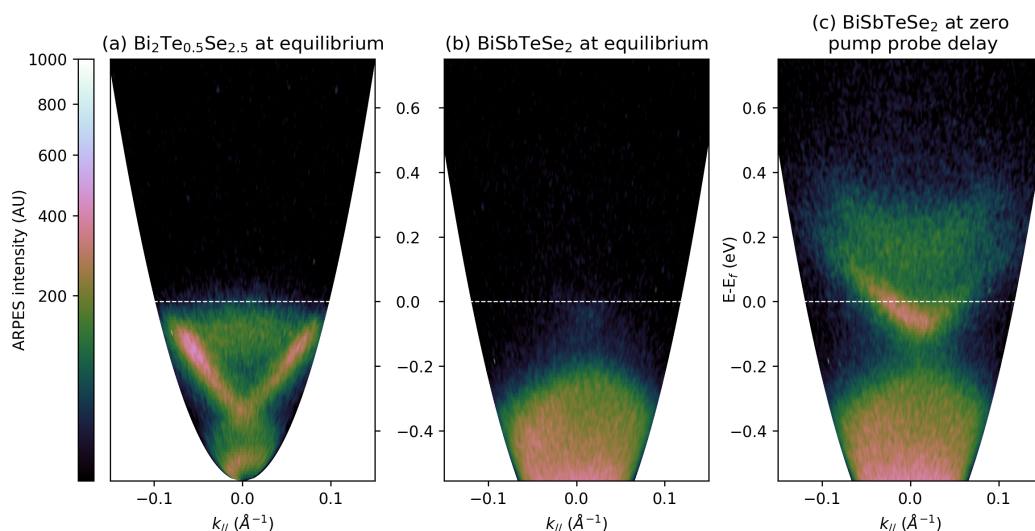 (a) Bi₂Te₀.₅Se₂.₅ at equilibrium
(b) BiSbTeSe₂ at equilibrium
(c) BiSbTeSe₂ at zero
pump probe delay
ARPES intensity (AU)
1000
800
600
400
200
−0.1 0.0 0.1
k// (Å⁻¹)
0.6
0.4
0.2
0.0
−0.2
−0.4
−0.1 0.0 0.1
k// (Å⁻¹)
E-Ef (eV)
0.6
0.4
0.2
0.0
−0.2
−0.4
−0.1 0.0 0.1
k// (Å⁻¹)